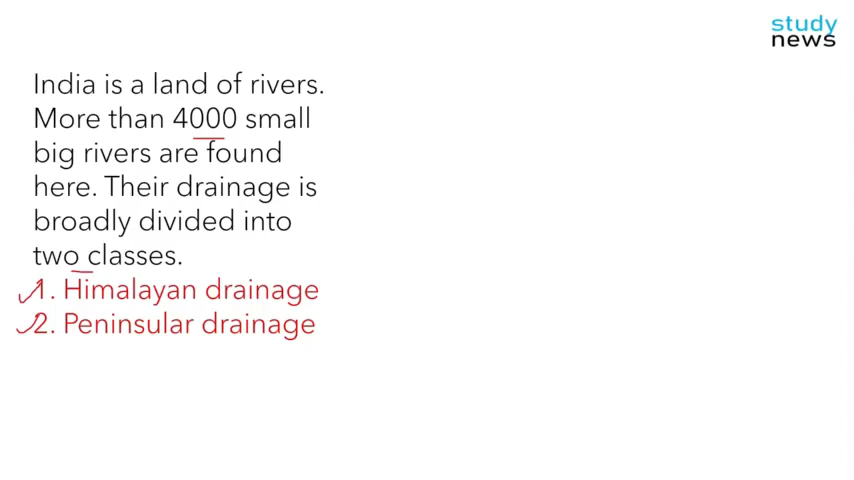 study
news
India is a land of rivers.
More than 4000 small
big rivers are found
here. Their drainage is
broadly divided into
two classes.
1. Himalayan drainage
2. Peninsular drainage